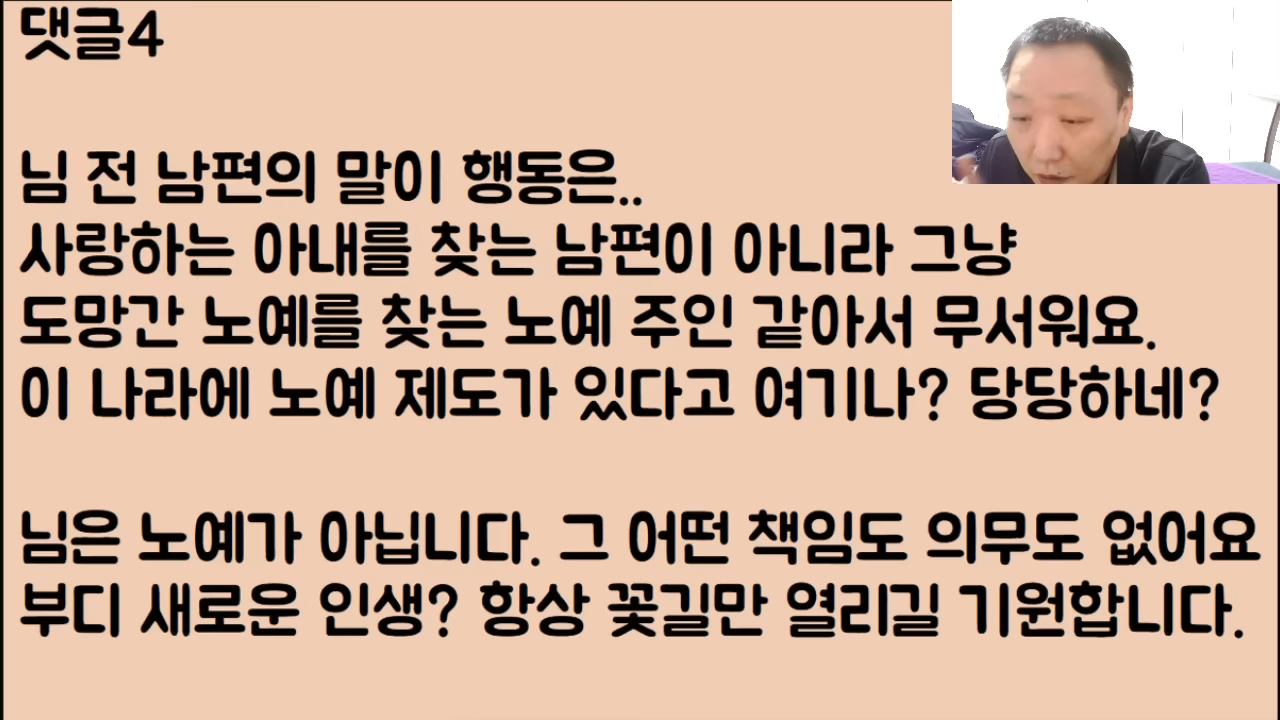 댓글4
님 전 남편의 말이 행동은..
사랑하는 아내를 찾는 남편이 아니라 그냥
도망간 노예를 찾는 노예 주인 같아서 무서워요.
이 나라에 노예 제도가 있다고 여기나? 당당하네?
님은 노예가 아닙니다. 그 어떤 책임도 의무도 없어요
부디 새로운 인생? 항상 꽃길만 열리길 기원합니다.